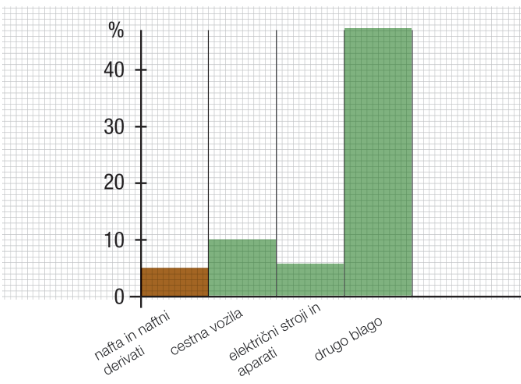 %
40
30
20
10
0
nafta in naftni
derivati
cestna vozila
električni stroji in
aparati
drugo blago